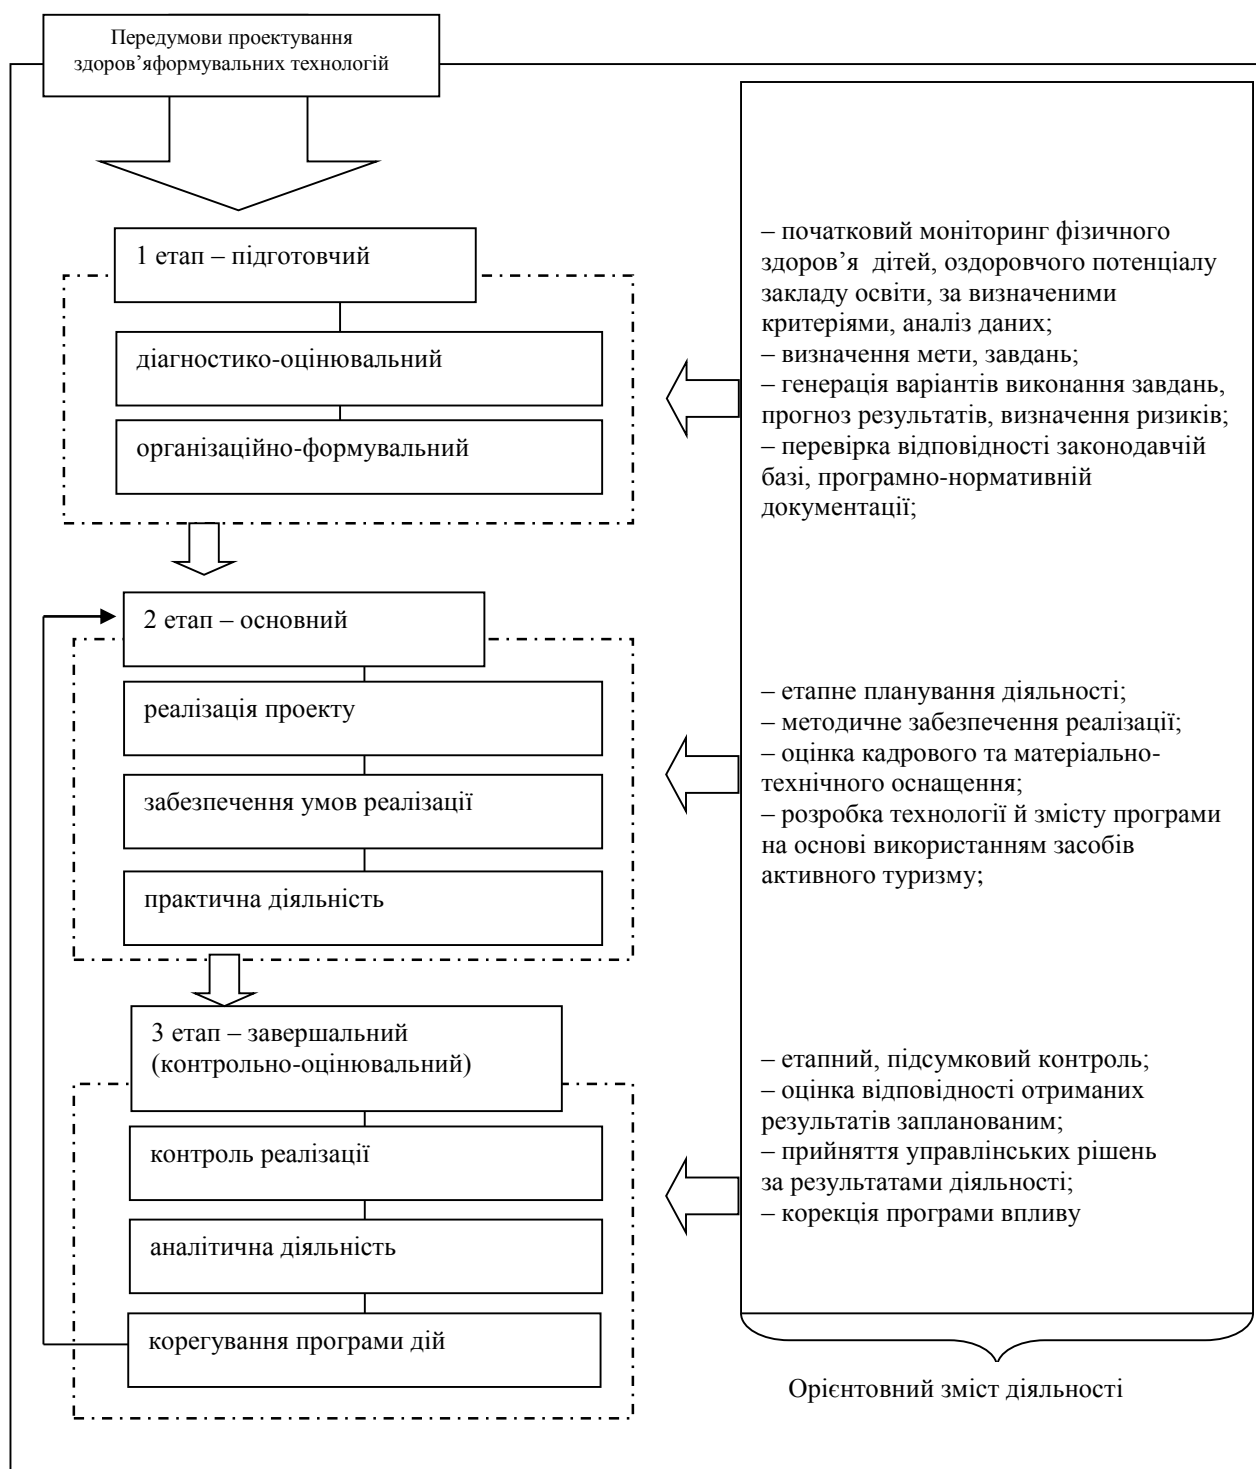 Передумови проектування
здоров’яформувальних технологій
1 етап – підготовчий
діагностико-оцінювальний
організаційно-формувальний
– початковий моніторинг фізичного
здоров’я дітей, оздоровчого потенціалу
закладу освіти, за визначеними
критеріями, аналіз даних;
– визначення мети, завдань;
– генерація варіантів виконання завдань,
прогноз результатів, визначення ризиків;
– перевірка відповідності законодавчій
базі, програмно-нормативній
документації;
2 етап – основний
реалізація проекту
забезпечення умов реалізації
практична діяльність
– етапне планування діяльності;
– методичне забезпечення реалізації;
– оцінка кадрового та матеріально-
технічного оснащення;
– розробка технології й змісту програми
на основі використанням засобів
активного туризму;
3 етап – завершальний
(контрольно-оцінювальний)
контроль реалізації
аналітична діяльність
корегування програми дій
– етапний, підсумковий контроль;
– оцінка відповідності отриманих
результатів запланованим;
– прийняття управлінських рішень
за результатами діяльності;
– корекція програми впливу
Орієнтовний зміст діяльності